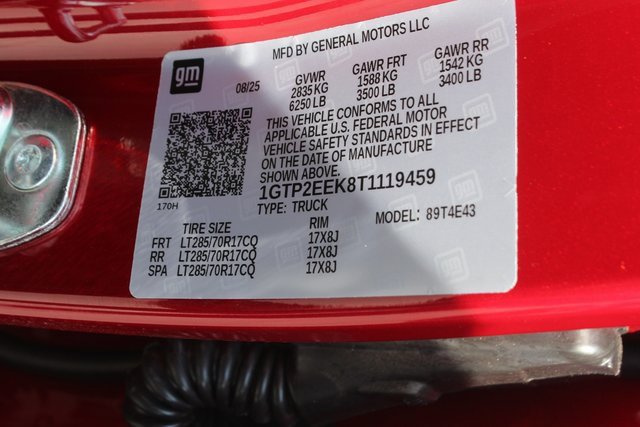 MFD BY GENERAL MOTORS LLC
gm
08/25
GVWR GAWR FRT GAWR RR
2835 KG 1588 KG 1542 KG
6250 LB 3500 LB 3400 LB
THIS VEHICLE CONFORMS TO ALL
APPLICABLE U.S. FEDERAL MOTOR
VEHICLE SAFETY STANDARDS IN EFFECT
ON THE DATE OF MANUFACTURE
SHOWN ABOVE.
1GTP2EEK8T1119459
170H
TYPE: TRUCK MODEL: 89T4E43
TIRE SIZE RIM
FRT LT285/70R17CQ 17X8J
RR LT285/70R17CQ 17X8J
SPA LT285/70R17CQ 17X8J